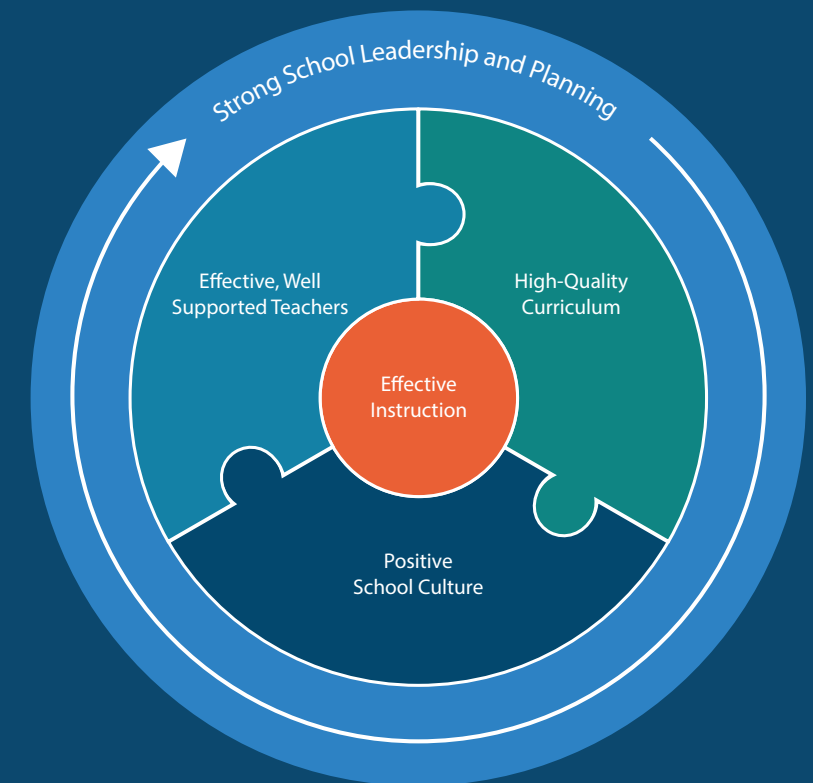 Strong School Leadership and Planning
Effective, Well
Supported Teachers
High-Quality
Curriculum
Effective
Instruction
Positive
School Culture